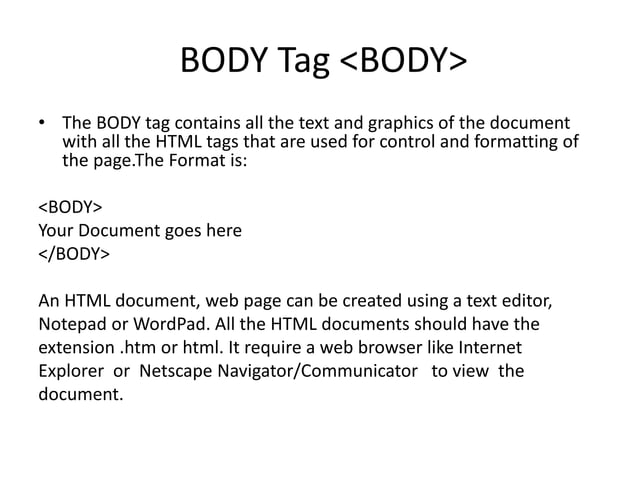 BODY Tag <BODY>
• The BODY tag contains all the text and graphics of the document
with all the HTML tags that are used for control and formatting of
the page.The Format is:
<BODY>
Your Document goes here
</BODY>
An HTML document, web page can be created using a text editor,
Notepad or WordPad. All the HTML documents should have the
extension .htm or html. It require a web browser like Internet
Explorer or Netscape Navigator/Communicator to view the
document.